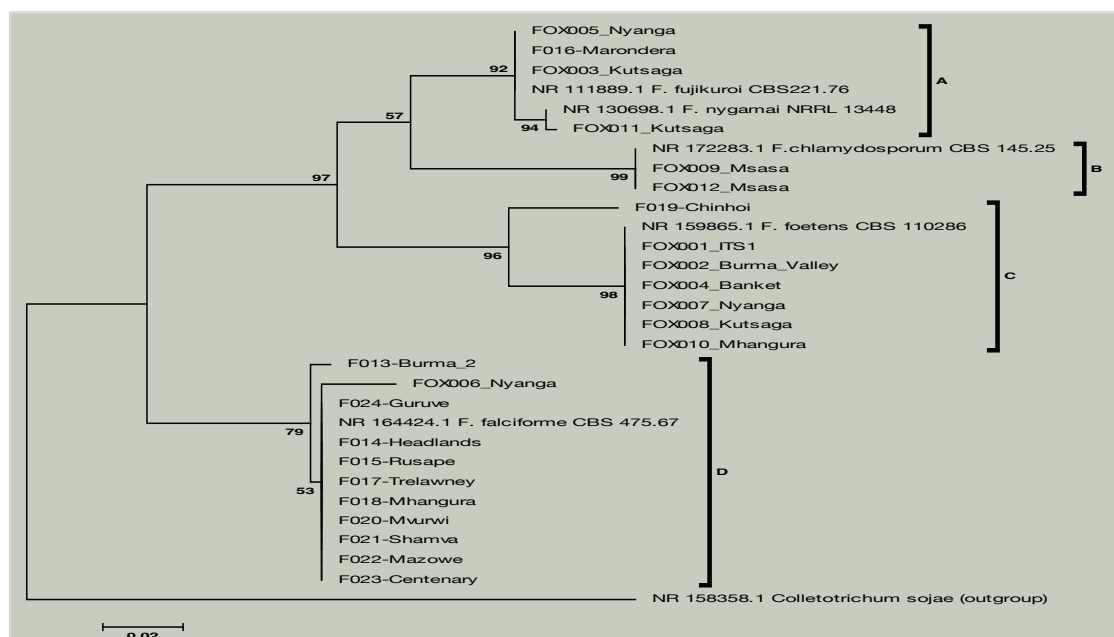 FOX005_Nyanga
F016-Marondera
92
FOX003_Kutsaga
A
NR 111889.1 F. fujikuroi CBS221.76
NR 130698.1 F. nygamai NRRL 13448
57
94
FOX011_Kutsaga
NR 172283.1 F.chlamydosporum CBS 145.25
97
FOX009_Msasa
B
99
FOX012_Msasa
F019-Chinhoi
NR 159865.1 F. foetens CBS 110286
96
FOX001_ITS1
FOX002_Burma_Valley
C
98
FOX004_Banket
FOX007_Nyanga
FOX008_Kutsaga
FOX010_Mhangura
F013-Burma_2
FOX006_Nyanga
F024-Guruve
79
NR 164424.1 F. falciforme CBS 475.67
F014-Headlands
F015-Rusape
D
53
F017-Trelawney
F018-Mhangura
F020-Mvurwi
F021-Shamva
F022-Mazowe
F023-Centenary
NR 158358.1 Colletotrichum sojae (outgroup)
0.02